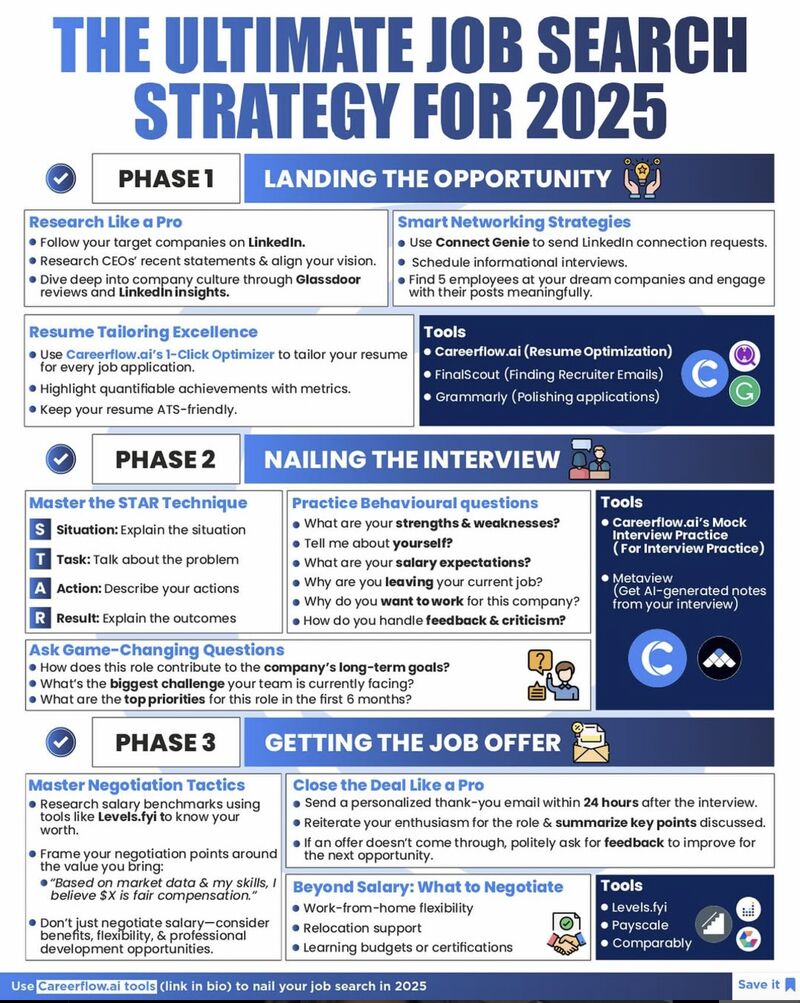 THE ULTIMATE JOB SEARCH
STRATEGY FOR 2025
PHASE 1
LANDING THE OPPORTUNITY
Research Like a Pro
Follow your target companies on LinkedIn.
Research CEOs' recent statements & align your vision.
Dive deep into company culture through Glassdoor
reviews and LinkedIn insights.
Smart Networking Strategies
Use Connect Genie to send LinkedIn connection requests.
Schedule informational interviews.
Find 5 employees at your dream companies and engage
with their posts meaningfully.
Resume Tailoring Excellence
Use Careerflow.ai's 1-Click Optimizer to tailor your resume
for every job application.
Highlight quantifiable achievements with metrics.
Keep your resume ATS-friendly.
Tools
Careerflow.ai (Resume Optimization)
FinalScout (Finding Recruiter Emails)
Grammarly (Polishing applications)
PHASE 2
NAILING THE INTERVIEW
Master the STAR Technique
S Situation: Explain the situation
T Task: Talk about the problem
A Action: Describe your actions
R Result: Explain the outcomes
Practice Behavioural questions
What are your strengths & weaknesses?
Tell me about yourself?
What are your salary expectations?
Why are you leaving your current job?
Why do you want to work for this company?
How do you handle feedback & criticism?
Tools
Careerflow.ai's Mock
Interview Practice
( For Interview Practice)
Metaview
(Get AI-generated notes
from your interview)
Ask Game-Changing Questions
How does this role contribute to the company's long-term goals?
What's the biggest challenge your team is currently facing?
What are the top priorities for this role in the first 6 months?
PHASE 3
GETTING THE JOB OFFER
Master Negotiation Tactics
Research salary benchmarks using
tools like Levels.fyi to know your
worth.
Frame your negotiation points around
the value you bring:
"Based on market data & my skills, I
believe $X is fair compensation."
Don't just negotiate salary—consider
benefits, flexibility, & professional
development opportunities.
Close the Deal Like a Pro
Send a personalized thank-you email within 24 hours after the interview.
Reiterate your enthusiasm for the role & summarize key points discussed.
If an offer doesn't come through, politely ask for feedback to improve for
the next opportunity.
Beyond Salary: What to Negotiate
Work-from-home flexibility
Relocation support
Learning budgets or certifications
Tools
Levels.fyi
Payscale
Comparably
Use Careerflow.ai tools (link in bio) to nail your job search in 2025
Save it